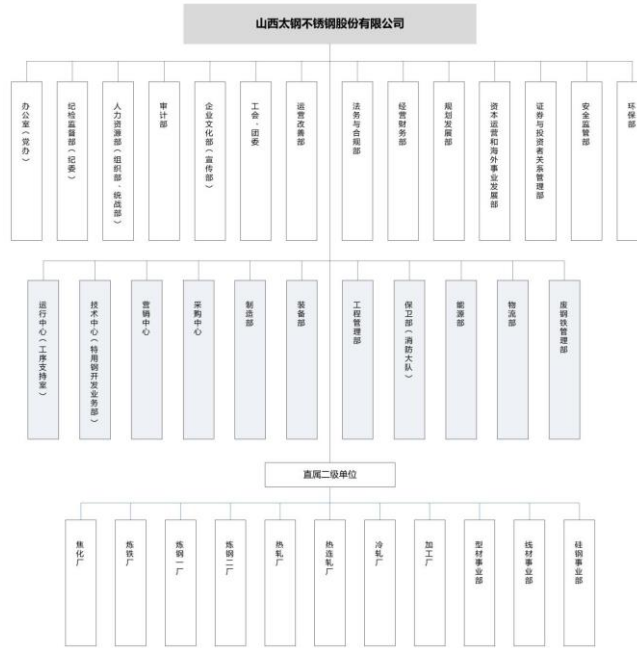 山西太钢不锈钢股份有限公司
办公室（党办）
纪检监督部（纪委）
人力资源部（组织部、统战部）
审计部
企业文化部（宣传部）
工会、团委
运营改善部
法务与合规部
经营财务部
规划发展部
资本运营和海外事业发展部
证券与投资者关系管理部
安全监管部
环保部
运行中心（工序支持室）
技术中心（特用钢开发业务部）
营销中心
采购中心
制造部
装备部
工程管理部
保卫部（消防大队）
能源部
物流部
废钢铁管理部
直属二级单位
焦化厂
炼铁厂
炼钢一厂
炼钢二厂
热轧厂
热连轧厂
冷轧厂
加工厂
型材事业部
线材事业部
硅钢事业部